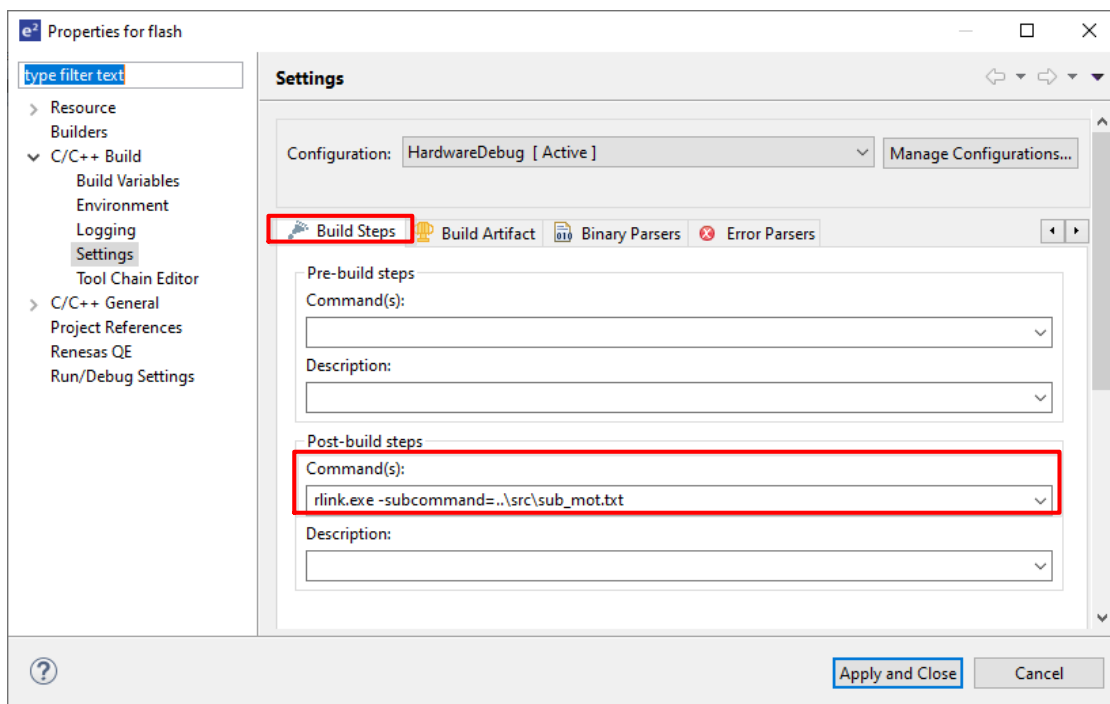 e² Properties for flash
type filter text
Resource
Builders
C/C++ Build
Build Variables
Environment
Logging
Settings
Tool Chain Editor
C/C++ General
Project References
Renesas QE
Run/Debug Settings
Settings
Configuration: HardwareDebug [ Active ] Manage Configurations...
Build Steps Build Artifact 010 Binary Parsers Error Parsers
Pre-build steps
Command(s):
Description:
Post-build steps
Command(s):
rlink.exe -subcommand=..\src\sub_mot.txt
Description:
? Apply and Close Cancel